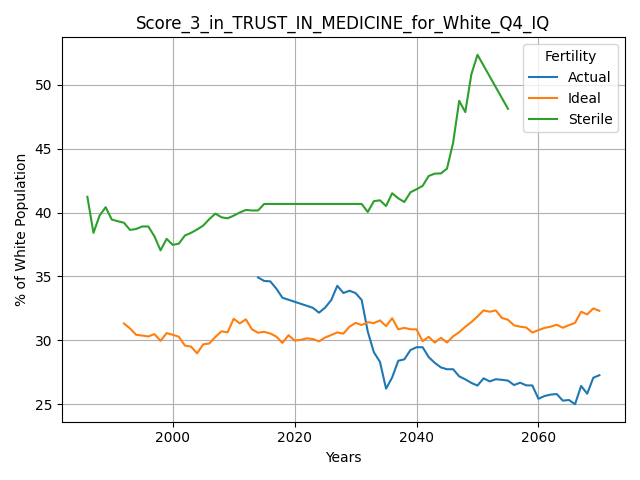 Score_3_in_TRUST_IN_MEDICINE_for_White_Q4_IQ
Fertility
Actual
Ideal
Sterile
% of White Population
50
45
40
35
30
25
2000
2020
2040
2060
Years